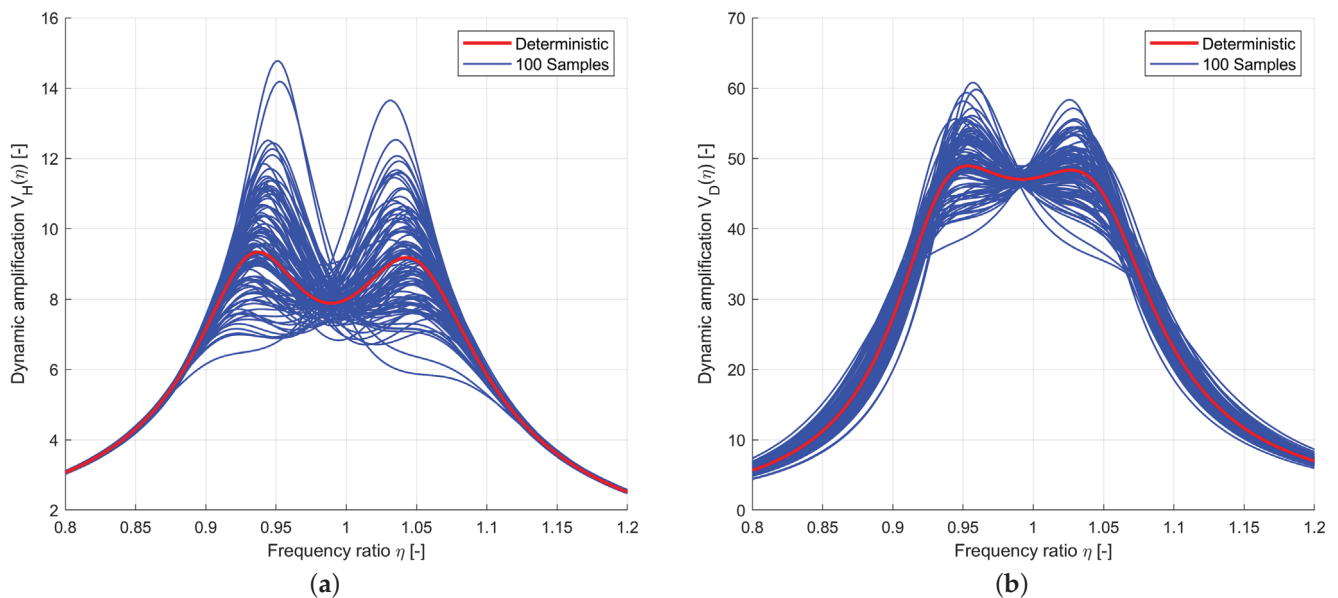 16
14
12
10
8
6
4
2
0.8 0.85 0.9 0.95 1 1.05 1.1 1.15 1.2
Dynamic amplification V_H(η) [-]
Frequency ratio η [-]
Deterministic
100 Samples
(a)
70
60
50
40
30
20
10
0
0.8 0.85 0.9 0.95 1 1.05 1.1 1.15 1.2
Dynamic amplification V_D(η) [-]
Frequency ratio η [-]
Deterministic
100 Samples
(b)